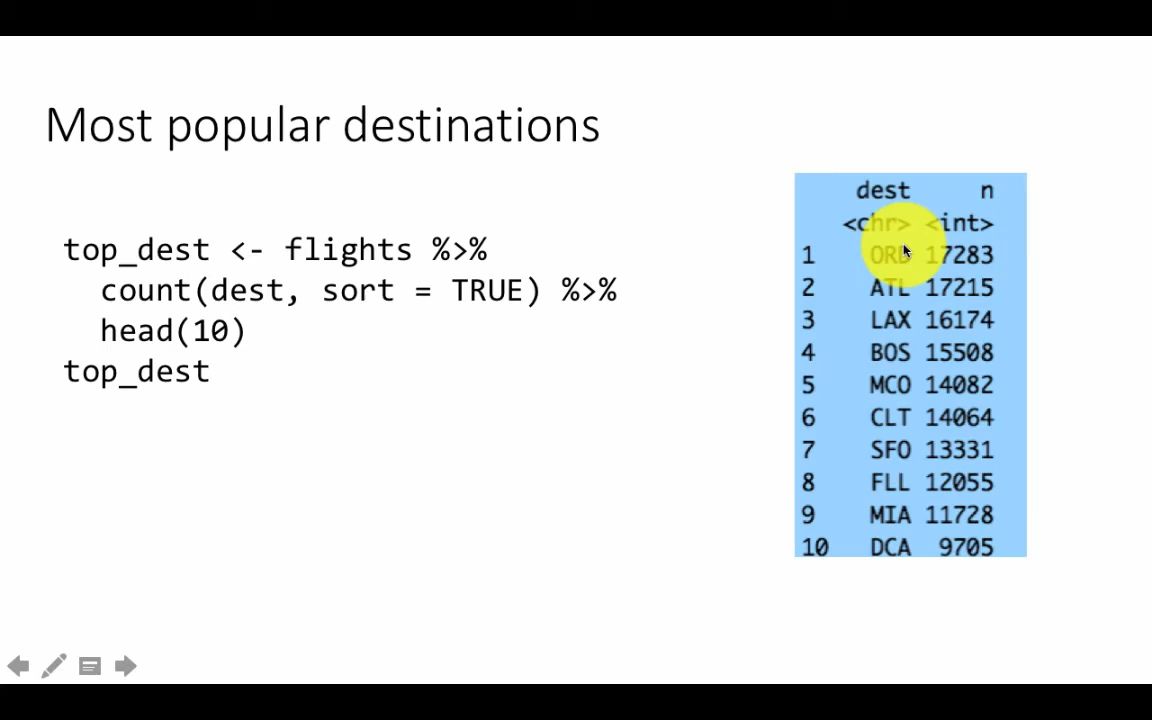 Most popular destinations
top_dest <- flights %>%
count(dest, sort = TRUE) %>%
head(10)
top_dest
dest n
<chr> <int>
1 ORD 17283
2 ATL 17215
3 LAX 16174
4 BOS 15508
5 MCO 14082
6 CLT 14064
7 SFO 13331
8 FLL 12055
9 MIA 11728
10 DCA 9705